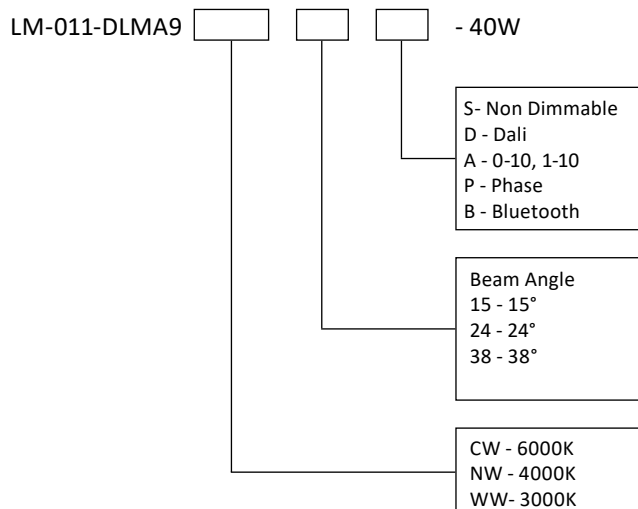 LM-011-DLMA9 - 40W
S- Non Dimmable
D - Dali
A - 0-10, 1-10
P - Phase
B - Bluetooth
Beam Angle
15 - 15°
24 - 24°
38 - 38°
CW - 6000K
NW - 4000K
WW- 3000K